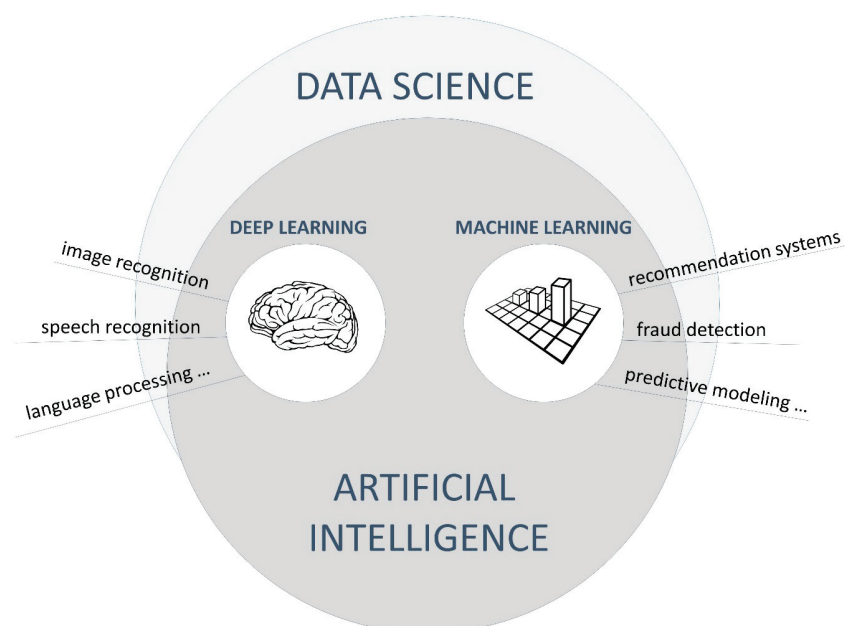 DATA SCIENCE
DEEP LEARNING
MACHINE LEARNING
image recognition
speech recognition
language processing ...
recommendation systems
fraud detection
predictive modeling ...
ARTIFICIAL
INTELLIGENCE